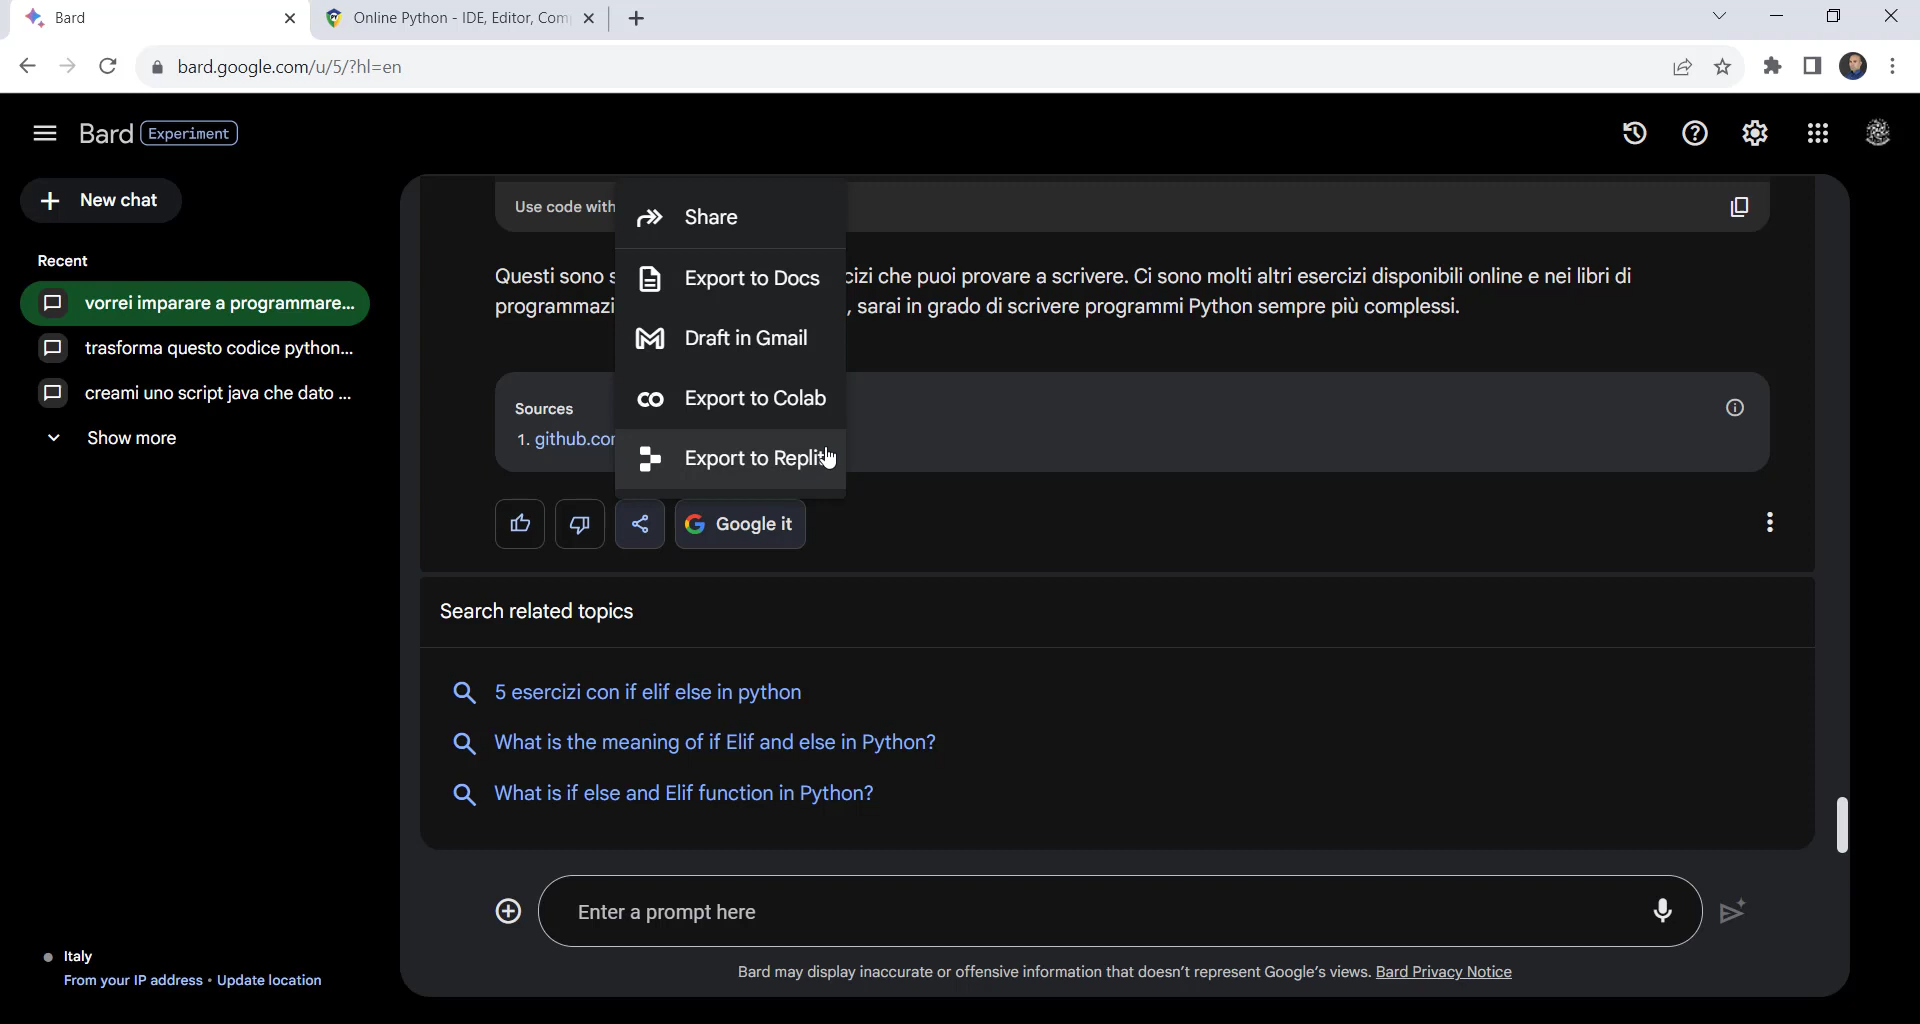 Bard
Online Python - IDE, Editor, Com
bard.google.com/u/5/?hl=en
Bard Experiment
New chat
Recent
vorrei imparare a programmare...
trasforma questo codice python...
creami uno script java che dato ...
Show more
Use code with
Share
Export to Docs
Draft in Gmail
Export to Colab
Export to Replit
Questi sono cizi che puoi provare a scrivere. Ci sono molti altri esercizi disponibili online e nei libri di
programmazi , sarai in grado di scrivere programmi Python sempre più complessi.
Sources
1. github.com
Google it
Search related topics
5 esercizi con if elif else in python
What is the meaning of if Elif and else in Python?
What is if else and Elif function in Python?
Enter a prompt here
Italy
From your IP address • Update location
Bard may display inaccurate or offensive information that doesn't represent Google's views. Bard Privacy Notice